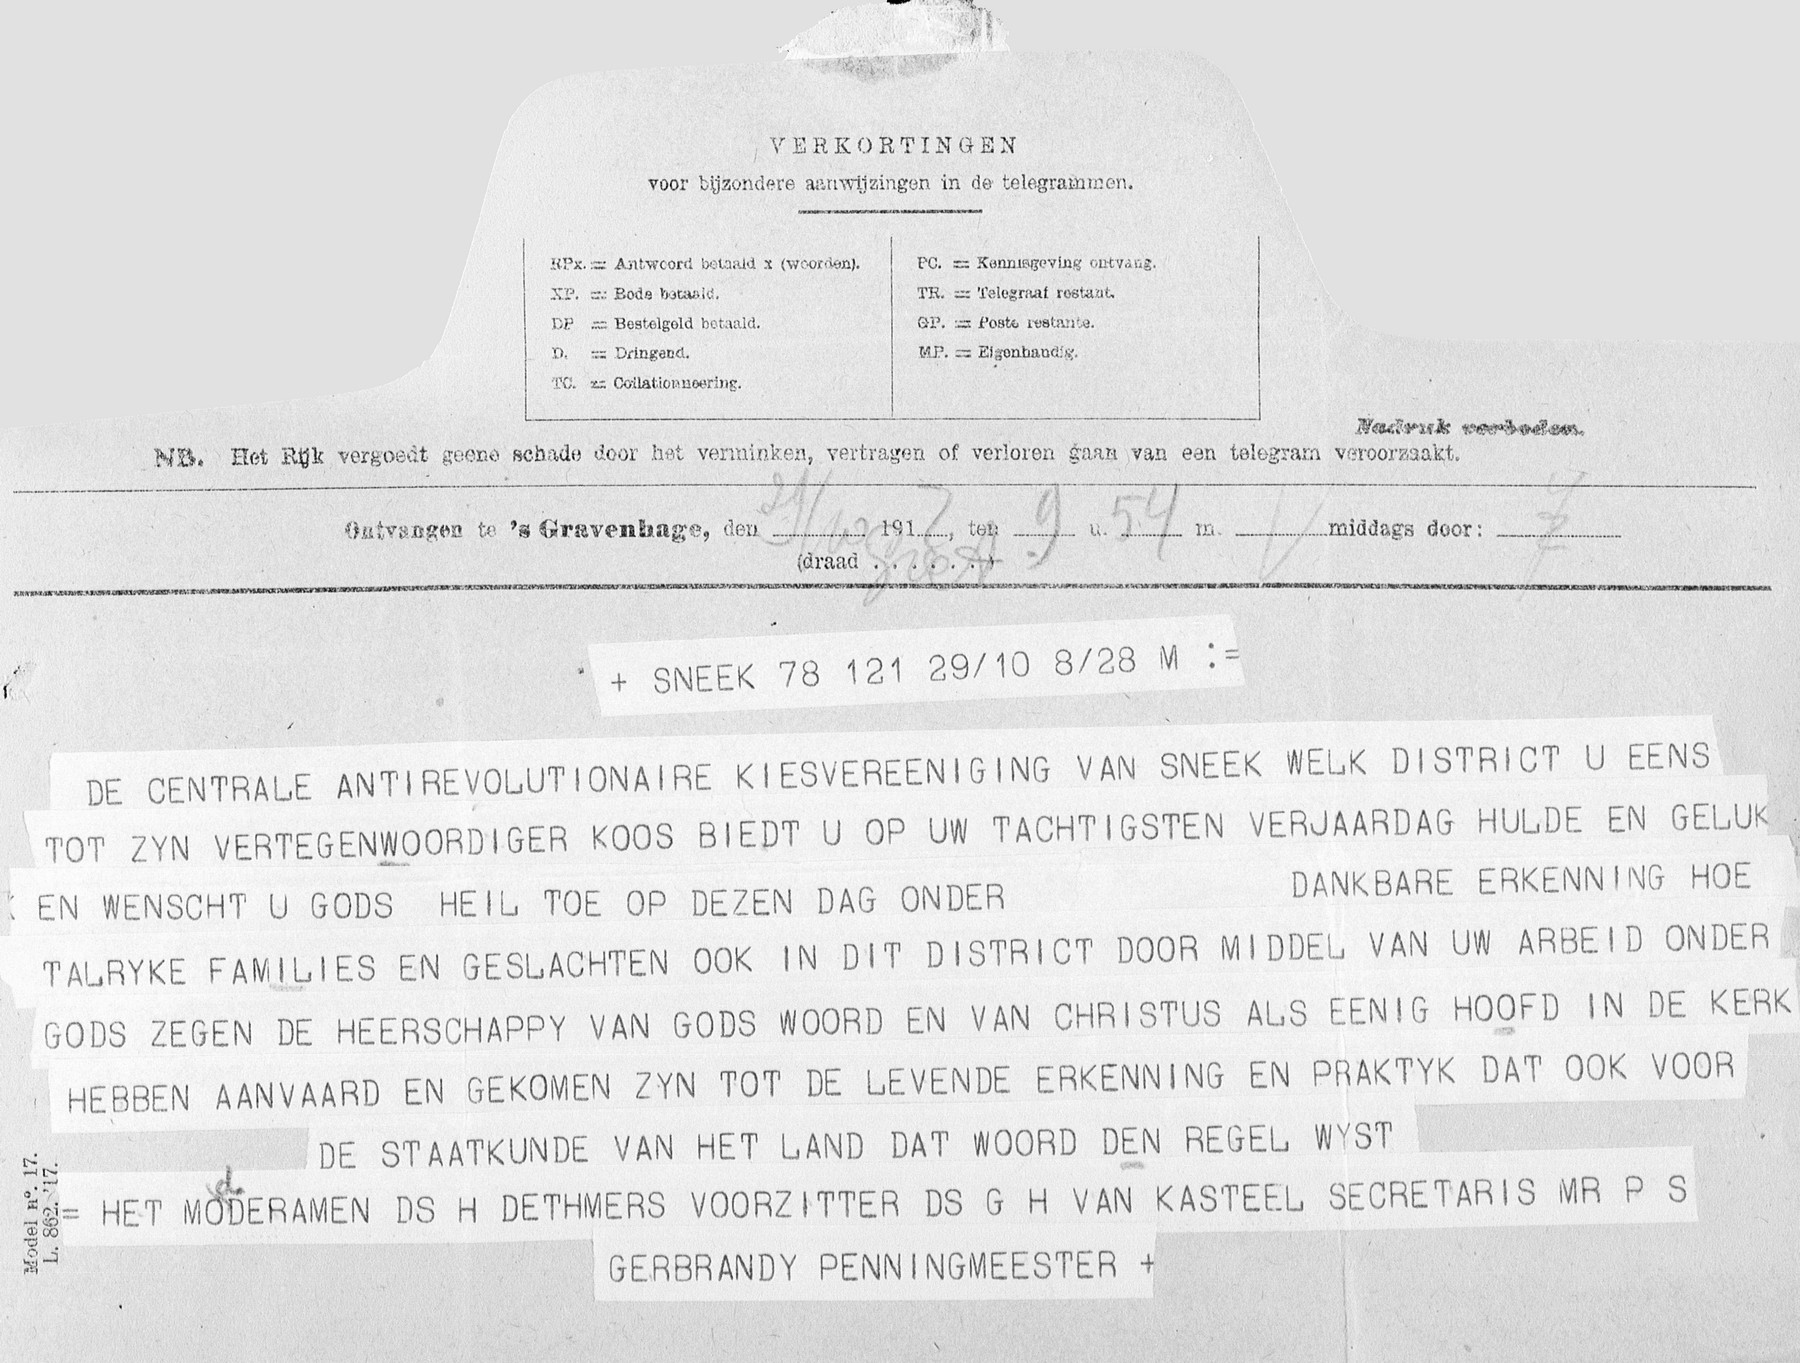 VERKORTINGEN
voor bijzondere aanwijzingen in de telegrammen.
RPx. = Antwoord betaald x (woorden).
XP. = Bode betaald.
DP = Bestelgeld betaald.
D. = Dringend.
TC. = Collationneering.
PC. = Kennisgeving ontvang.
TR. = Telegraaf restant.
GP. = Poste restante.
MP. = Eigenhandig.
Nadruk verboden.
NB. Het Rijk vergoedt geene schade door het verminken, vertragen of verloren gaan van een telegram veroorzaakt.
Ontvangen te 's Gravenhage, den 29/10 1917, ten 9 u. 54 m. V middags door: 7
(draad . . . . . . . )
+ SNEEK 78 121 29/10 8/28 M :=
DE CENTRALE ANTIREVOLUTIONAIRE KIESVEREENIGING VAN SNEEK WELK DISTRICT U EENS
TOT ZYN VERTEGENWOORDIGER KOOS BIEDT U OP UW TACHTIGSTEN VERJAARDAG HULDE EN GELUK
EN WENSCHT U GODS HEIL TOE OP DEZEN DAG ONDER DANKBARE ERKENNING HOE
TALRYKE FAMILIES EN GESLACHTEN OOK IN DIT DISTRICT DOOR MIDDEL VAN UW ARBEID ONDER
GODS ZEGEN DE HEERSCHAPPY VAN GODS WOORD EN VAN CHRISTUS ALS EENIG HOOFD IN DE KERK
HEBBEN AANVAARD EN GEKOMEN ZYN TOT DE LEVENDE ERKENNING EN PRAKTYK DAT OOK VOOR
DE STAATKUNDE VAN HET LAND DAT WOORD DEN REGEL WYST
= HET MODERAMEN DS H DETHMERS VOORZITTER DS G H VAN KASTEEL SECRETARIS MR P S
GERBRANDY PENNINGMEESTER +
Model nº. 17.
L. 862. '17.